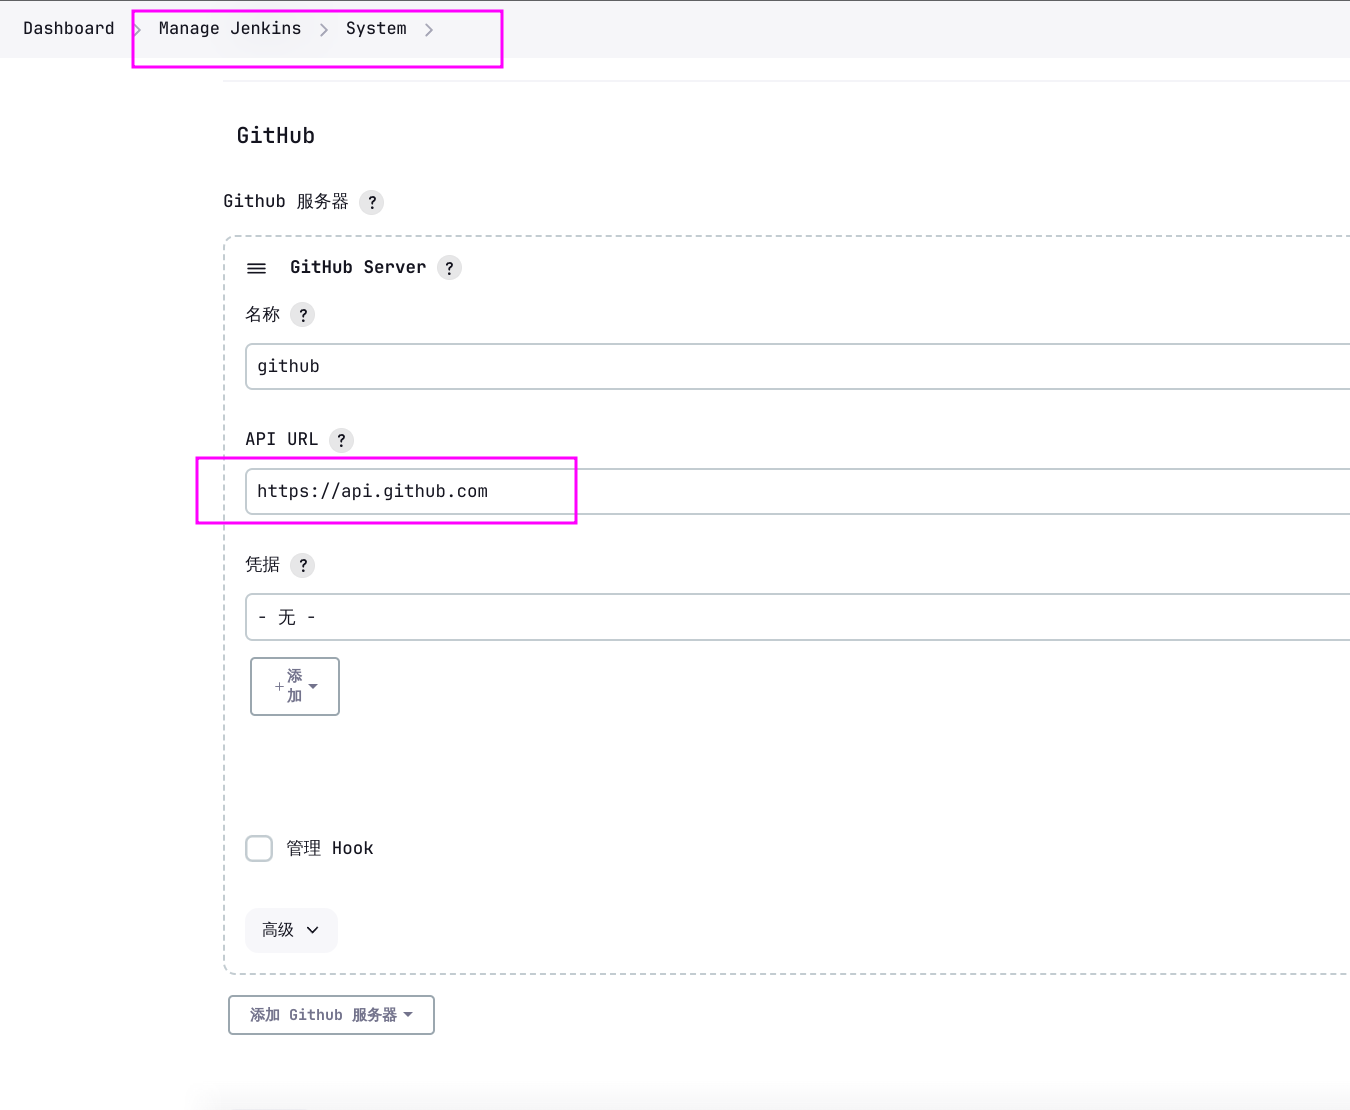 Dashboard > Manage Jenkins > System >
GitHub
Github 服务器 ?
GitHub Server ?
名称 ?
github
API URL ?
https://api.github.com
凭据 ?
- 无 -
+添
加
管理 Hook
高级
添加 Github 服务器